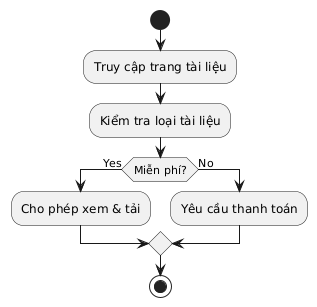 Truy cập trang tài liệu
Kiểm tra loại tài liệu
Miễn phí?
Yes
No
Cho phép xem & tải
Yêu cầu thanh toán